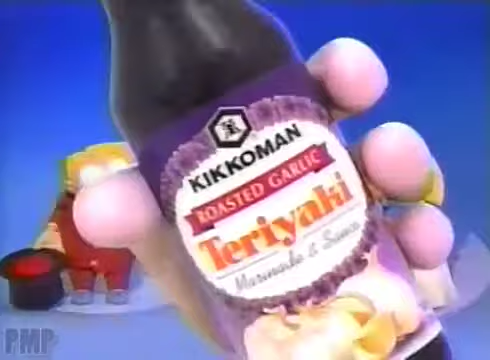 KIKKOMAN
ROASTED GARLIC
Teriyaki
Marinade & Sauce
PMP